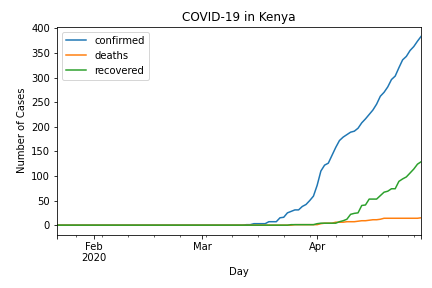 COVID-19 in Kenya
confirmed
deaths
recovered
400
350
300
250
200
150
100
50
0
Number of Cases
Feb
2020
Mar
Apr
Day